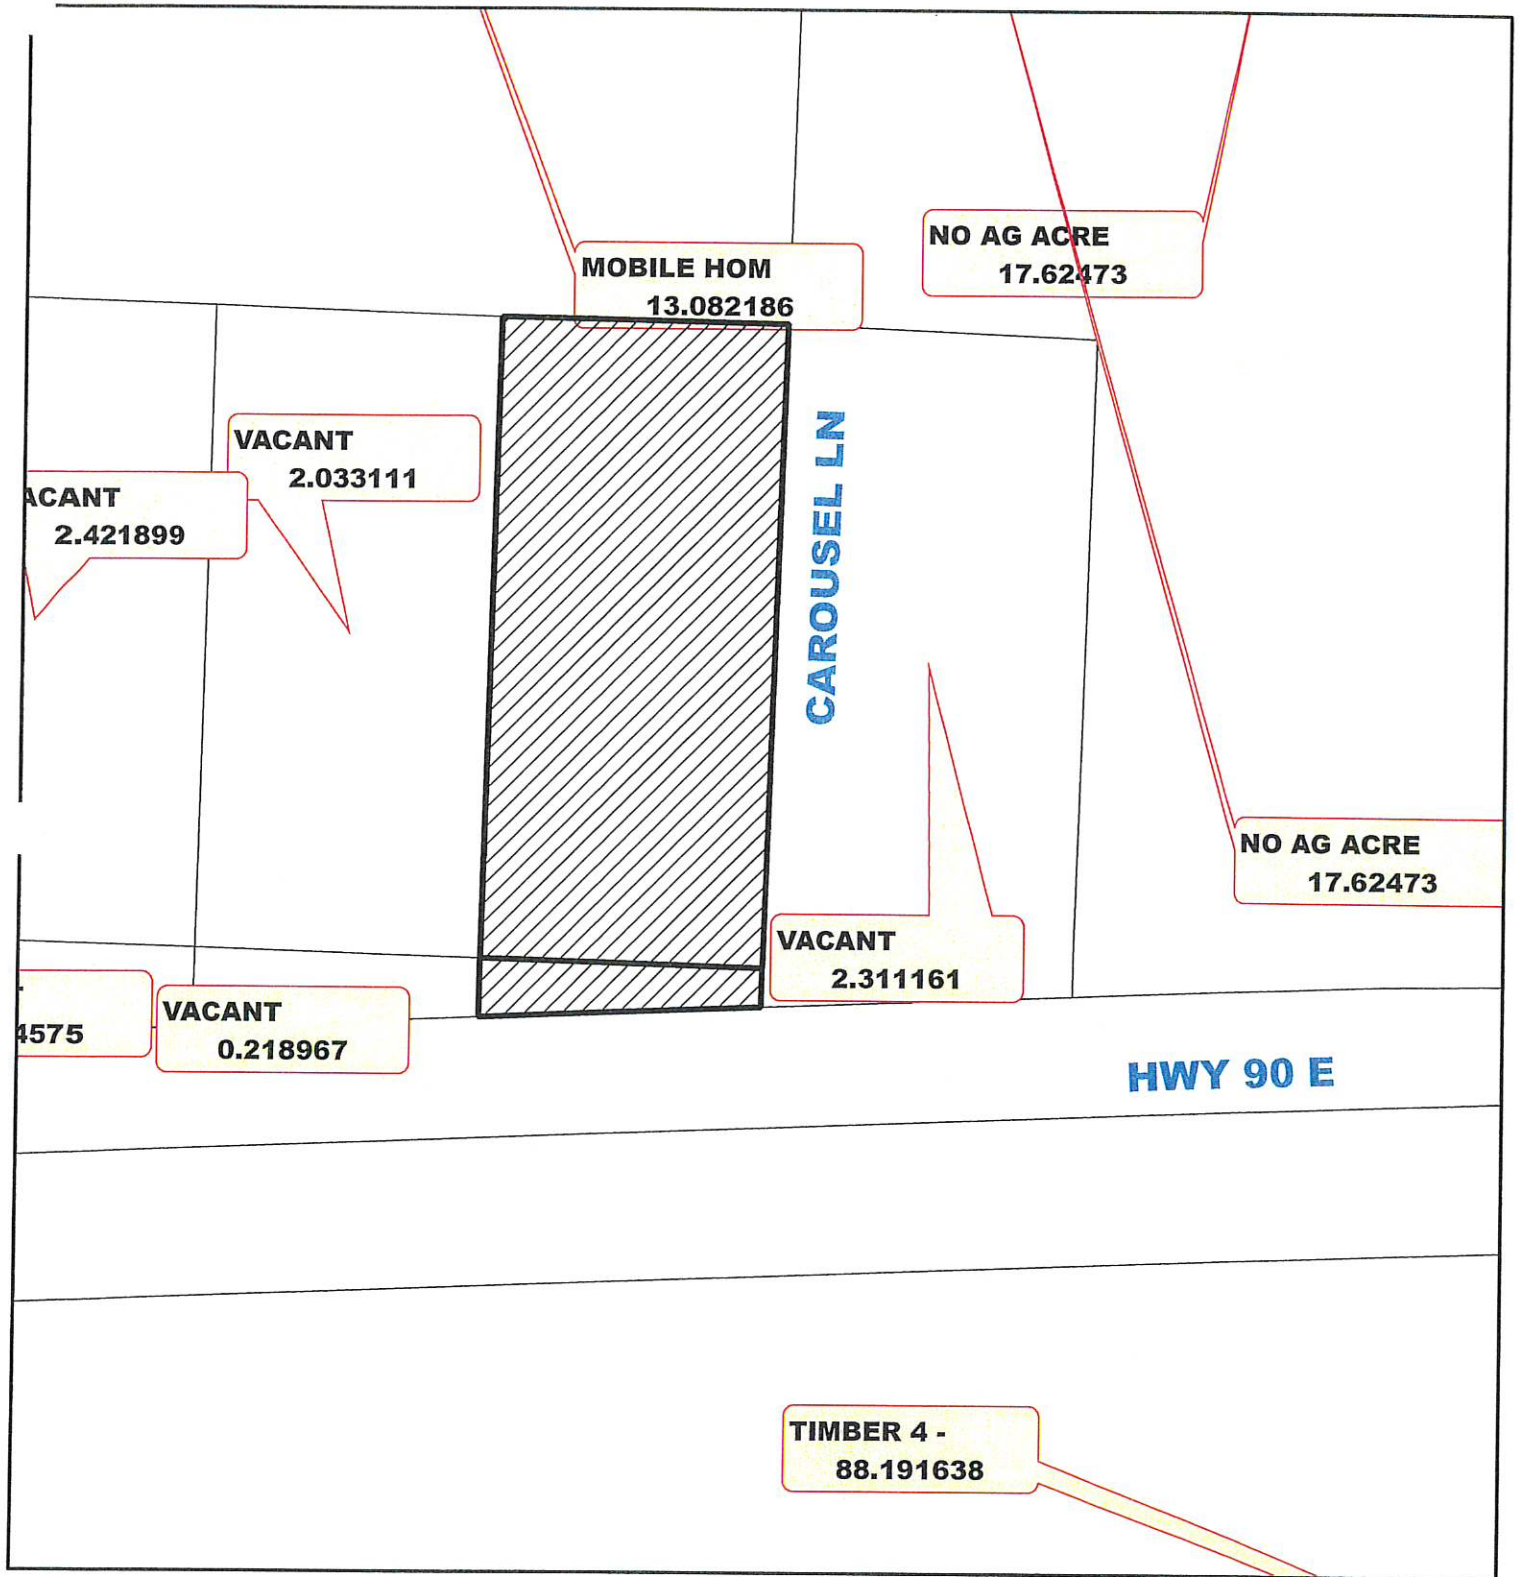 NO AG ACRE
17.62473
MOBILE HOM
13.082186
VACANT
2.033111
ACANT
2.421899
CAROUSEL LN
NO AG ACRE
17.62473
VACANT
2.311161
4575
VACANT
0.218967
HWY 90 E
TIMBER 4 -
88.191638